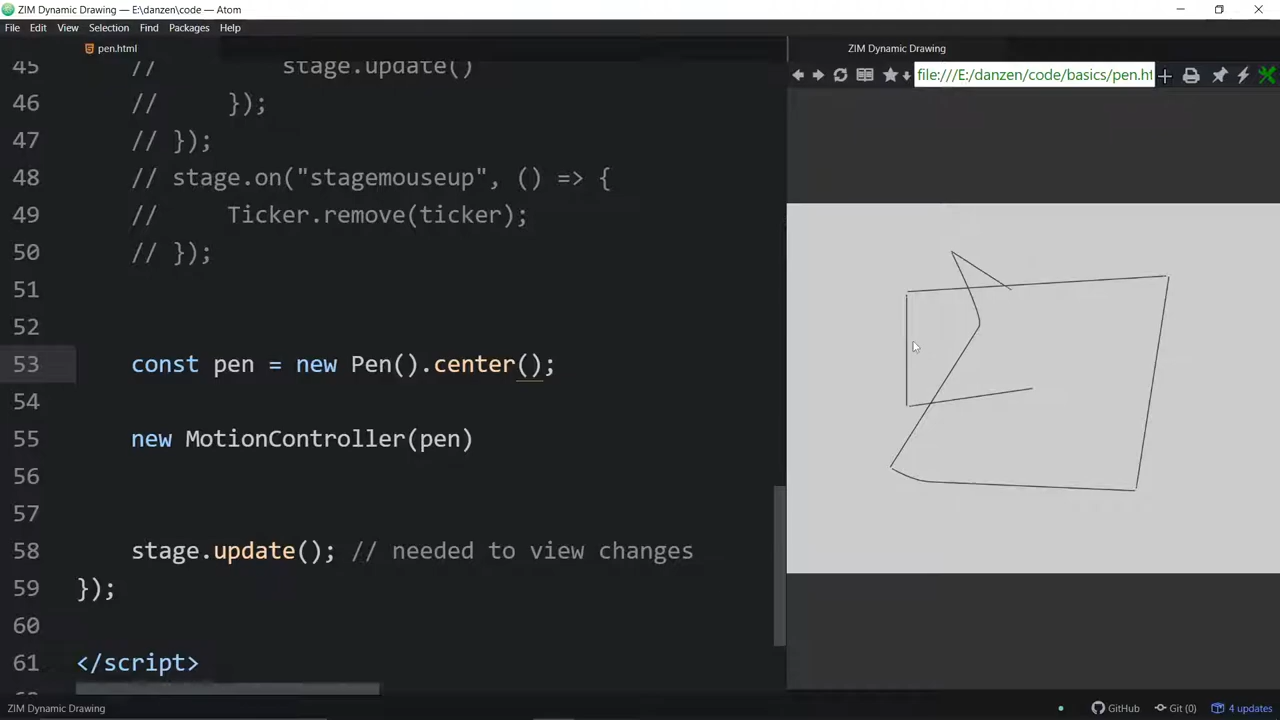 ZIM Dynamic Drawing — E:\danzen\code — Atom
File Edit View Selection Find Packages Help
pen.html
ZIM Dynamic Drawing
file:///E:/danzen/code/basics/pen.ht
45 // stage.update()
46 // });
47 // });
48 // stage.on("stagemouseup", () => {
49 // Ticker.remove(ticker);
50 // });
51
52
53 const pen = new Pen().center();
54
55 new MotionController(pen)
56
57
58 stage.update(); // needed to view changes
59 });
60
61 </script>
ZIM Dynamic Drawing
GitHub Git (0) 4 updates